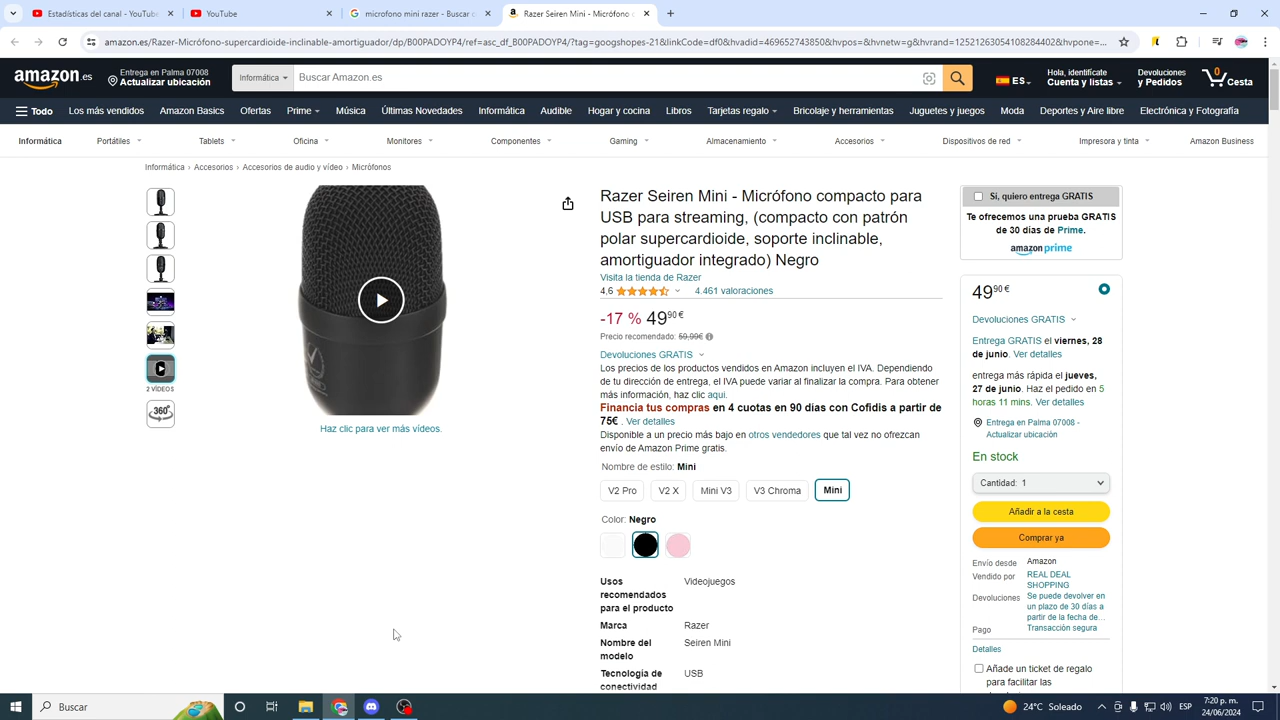 Estadísticas del canal - YouTube
YouTube
microfono mini razer - Buscar c
Razer Seiren Mini - Micrófono c
amazon.es/Razer-Micrófono-supercardioide-inclinable-amortiguador/dp/B00PADOYP4/ref=asc_df_B00PADOYP4/?tag=googshopes-21&linkCode=df0&hvadid=469652743850&hvpos=&hvnetw=g&hvrand=12521263054108284402&hvpone=...
amazon.es
Entrega en Palma 07008
Actualizar ubicación
Informática
Buscar Amazon.es
ES
Hola, identifícate
Cuenta y listas
Devoluciones
y Pedidos
0
Cesta
Todo Los más vendidos Amazon Basics Ofertas Prime Música Últimas Novedades Informática Audible Hogar y cocina Libros Tarjetas regalo Bricolaje y herramientas Juguetes y juegos Moda Deportes y Aire libre Electrónica y Fotografía
Informática Portátiles Tablets Oficina Monitores Componentes Gaming Almacenamiento Accesorios Dispositivos de red Impresora y tinta Amazon Business
Informática › Accesorios › Accesorios de audio y vídeo › Micrófonos
2 VÍDEOS
360°
Haz clic para ver más vídeos.
Razer Seiren Mini - Micrófono compacto para
USB para streaming, (compacto con patrón
polar supercardioide, soporte inclinable,
amortiguador integrado) Negro
Visita la tienda de Razer
4,6 4.461 valoraciones
-17 % 49,90 €
Precio recomendado: 59,99€
Devoluciones GRATIS
Los precios de los productos vendidos en Amazon incluyen el IVA. Dependiendo
de tu dirección de entrega, el IVA puede variar al finalizar la compra. Para obtener
más información, haz clic aquí.
Financia tus compras en 4 cuotas en 90 días con Cofidis a partir de
75€ . Ver detalles
Disponible a un precio más bajo en otros vendedores que tal vez no ofrezcan
envío de Amazon Prime gratis.
Nombre de estilo: Mini
V2 Pro V2 X Mini V3 V3 Chroma Mini
Color: Negro
Usos Videojuegos
recomendados
para el producto
Marca Razer
Nombre del Seiren Mini
modelo
Tecnología de USB
conectividad
Sí, quiero entrega GRATIS
Te ofrecemos una prueba GRATIS
de 30 días de Prime.
amazon prime
49,90 €
Devoluciones GRATIS
Entrega GRATIS el viernes, 28
de junio. Ver detalles
entrega más rápida el jueves,
27 de junio. Haz el pedido en 5
horas 11 mins. Ver detalles
Entrega en Palma 07008 -
Actualizar ubicación
En stock
Cantidad: 1
Añadir a la cesta
Comprar ya
Envío desde Amazon
Vendido por REAL DEAL
SHOPPING
Devoluciones Se puede devolver en
un plazo de 30 días a
partir de la fecha de...
Pago Transacción segura
Detalles
Añade un ticket de regalo
para facilitar las
Buscar
24°C Soleado
ESP
7:20 p. m.
24/06/2024